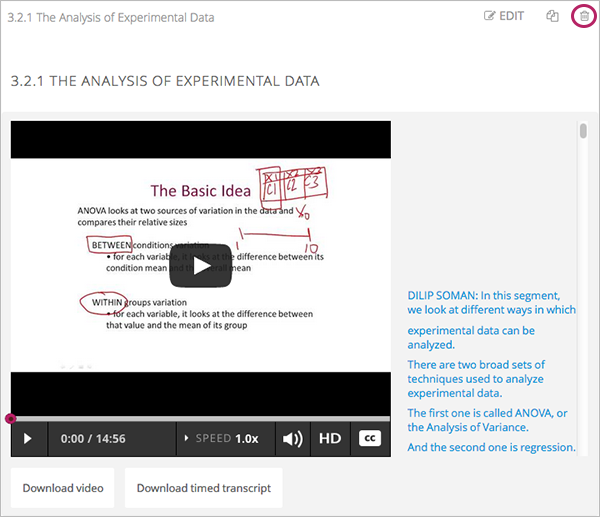 3.2.1 The Analysis of Experimental Data
EDIT
3.2.1 THE ANALYSIS OF EXPERIMENTAL DATA
The Basic Idea
X1 X2 X3
C1 C2 C3
ANOVA looks at two sources of variation in the data and
compares their relative sizes
1 10
BETWEEN conditions variation
• for each variable, it looks at the difference between its
condition mean and the overall mean
WITHIN groups variation
• for each variable, it looks at the difference between
that value and the mean of its group
DILIP SOMAN: In this segment,
we look at different ways in which
experimental data can be
analyzed.
There are two broad sets of
techniques used to analyze
experimental data.
The first one is called ANOVA, or
the Analysis of Variance.
And the second one is regression.
0:00 / 14:56
SPEED 1.0x
HD
CC
Download video
Download timed transcript